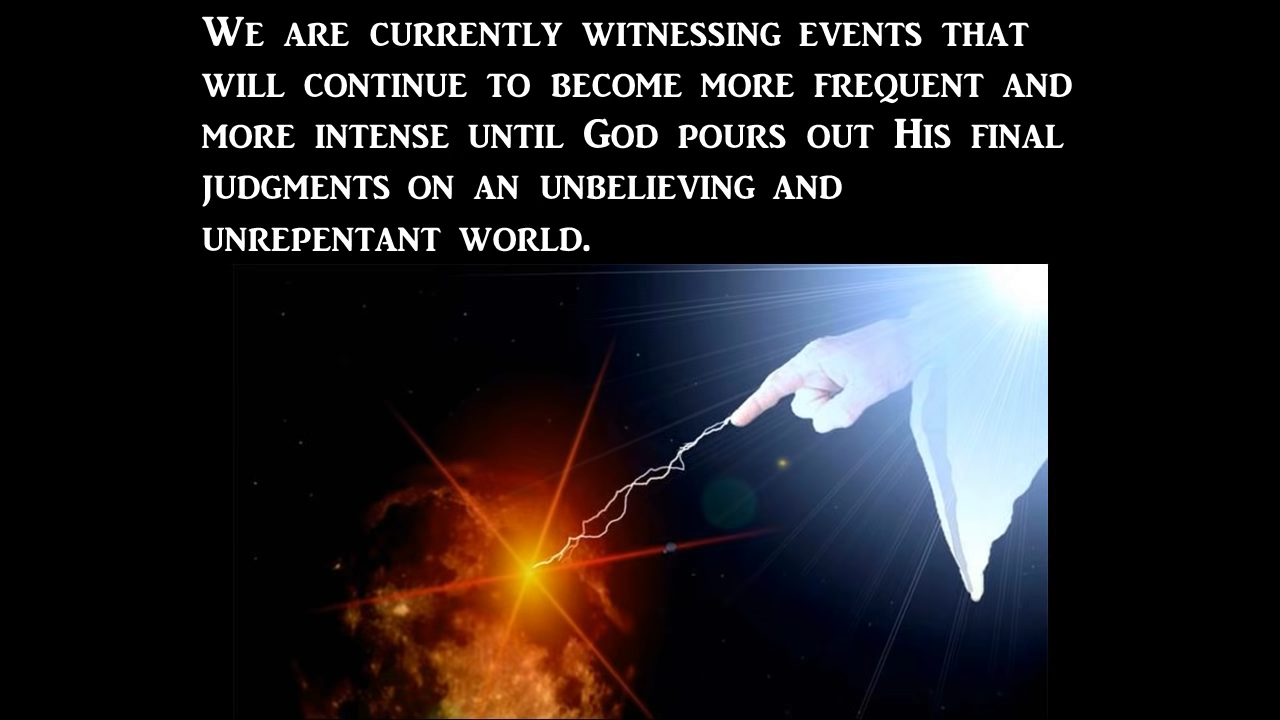 We are currently witnessing events that
will continue to become more frequent and
more intense until God pours out His final
judgments on an unbelieving and
unrepentant world.